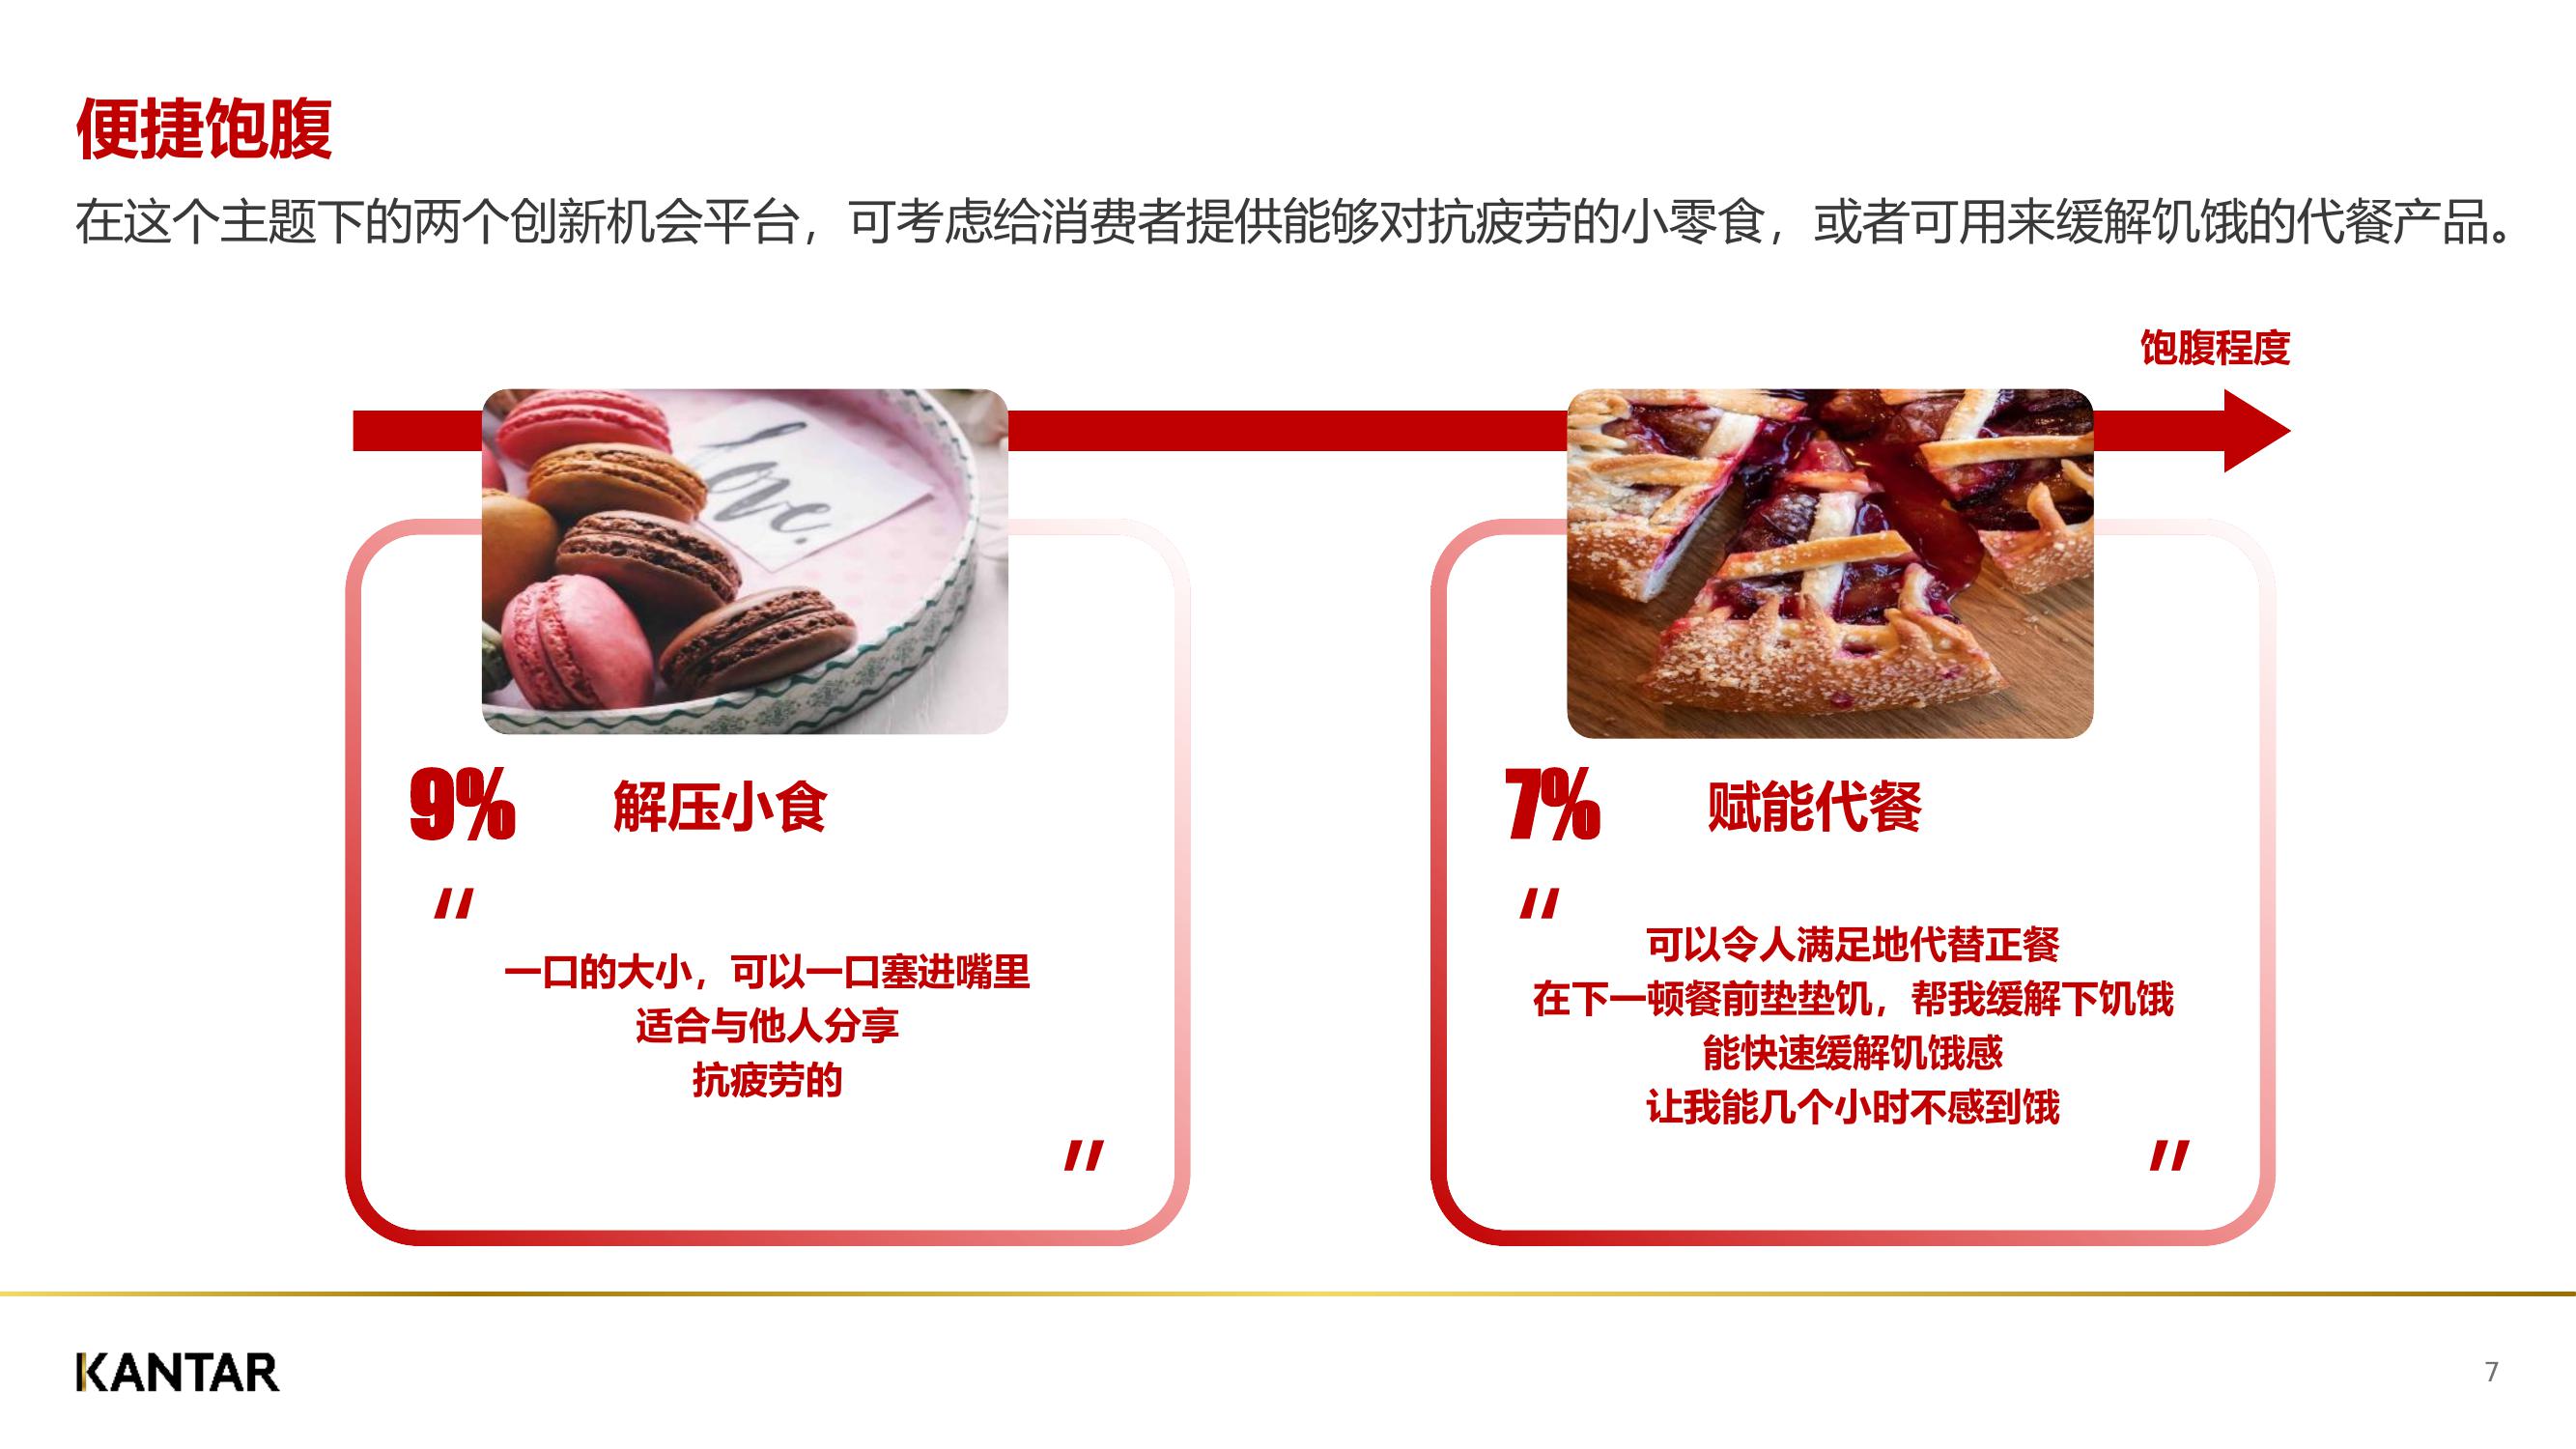 便捷饱腹
在这个主题下的两个创新机会平台，可考虑给消费者提供能够对抗疲劳的小零食，或者可用来缓解饥饿的代餐产品。
饱腹程度
love.
9% 解压小食
“
一口的大小，可以一口塞进嘴里
适合与他人分享
抗疲劳的
”
7% 赋能代餐
“
可以令人满足地代替正餐
在下一顿餐前垫垫饥，帮我缓解下饥饿
能快速缓解饥饿感
让我能几个小时不感到饿
”
KANTAR
7